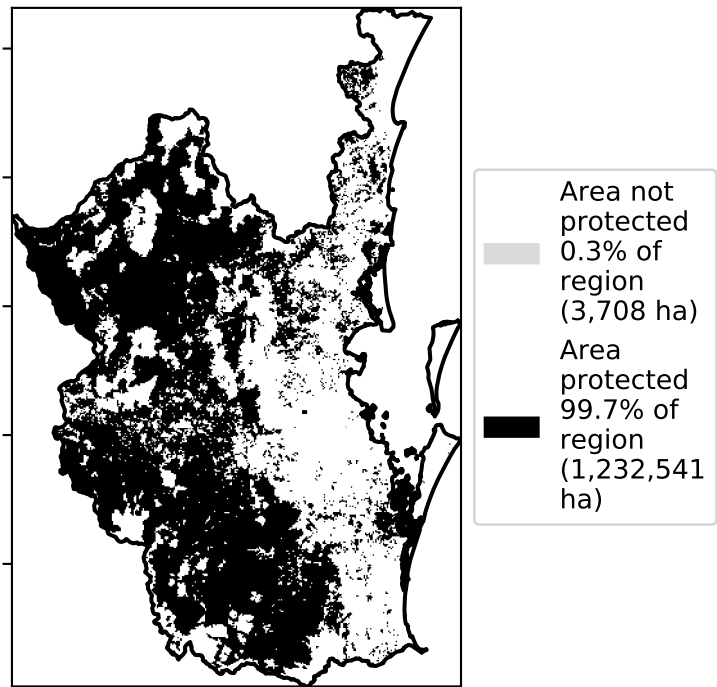 Area not
protected
0.3% of
region
(3,708 ha)
Area
protected
99.7% of
region
(1,232,541
ha)